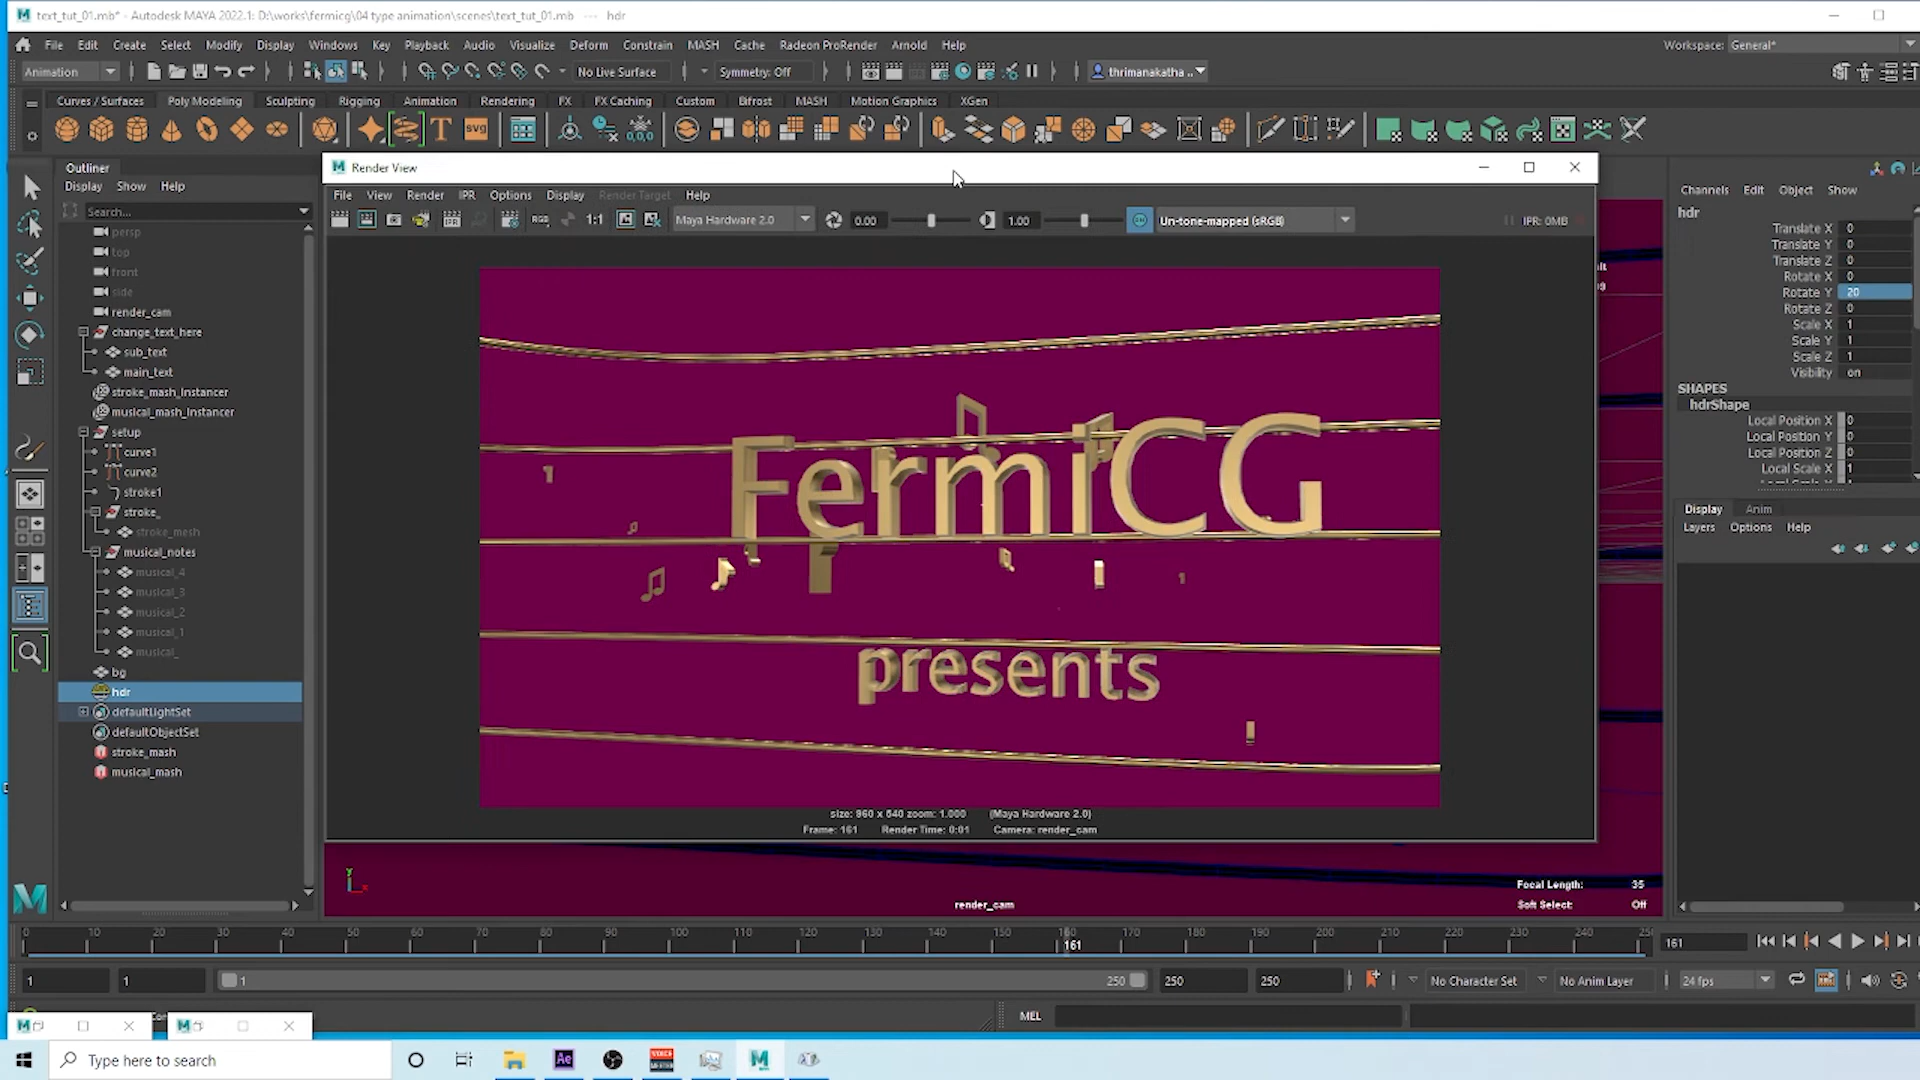 text_tut_01.mb* - Autodesk MAYA 2022.1: D:\works\fermicg\04 type animation\scenes\text_tut_01.mb --- hdr
File Edit Create Select Modify Display Windows Key Playback Audio Visualize Deform Constrain MASH Cache Radeon ProRender Arnold Help
Workspace: General*
Animation No Live Surface Symmetry: Off thrimanakatha ..
Curves / Surfaces Poly Modeling Sculpting Rigging Animation Rendering FX FX Caching Custom Bifrost MASH Motion Graphics XGen
T svg
Outliner
Display Show Help
Search...
persp
top
front
side
render_cam
change_text_here
sub_text
main_text
stroke_mash_Instancer
musical_mash_Instancer
setup
curve1
curve2
stroke1
stroke_
stroke_mesh
musical_notes
musical_4
musical_3
musical_2
musical_1
musical_
bg
hdr
defaultLightSet
defaultObjectSet
stroke_mash
musical_mash
Render View
File View Render IPR Options Display Render Target Help
IPR RGB 1:1 Maya Hardware 2.0 0.00 1.00 Un-tone-mapped (sRGB) IPR: 0MB
FermiCG
presents
size: 960 x 540 zoom: 1.000 (Maya Hardware 2.0)
Frame: 161 Render Time: 0:01 Camera: render_cam
y
x
render_cam
Focal Length: 35
Soft Select: Off
Channels Edit Object Show
hdr
Translate X 0
Translate Y 0
Translate Z 0
Rotate X 0
Rotate Y 20
Rotate Z 0
Scale X 1
Scale Y 1
Scale Z 1
Visibility on
SHAPES
hdrShape
Local Position X 0
Local Position Y 0
Local Position Z 0
Local Scale X 1
Display Anim
Layers Options Help
0 10 20 30 40 50 60 70 80 90 100 110 120 130 140 150 160 170 180 190 200 210 220 230 240 25
161
161
1 1 1 250 250 250 No Character Set No Anim Layer 24 fps
MEL
Type here to search
Ae